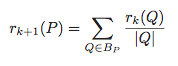 r_{k+1}(P) = \sum_{Q \in B_P} \frac{r_k(Q)}{|Q|}